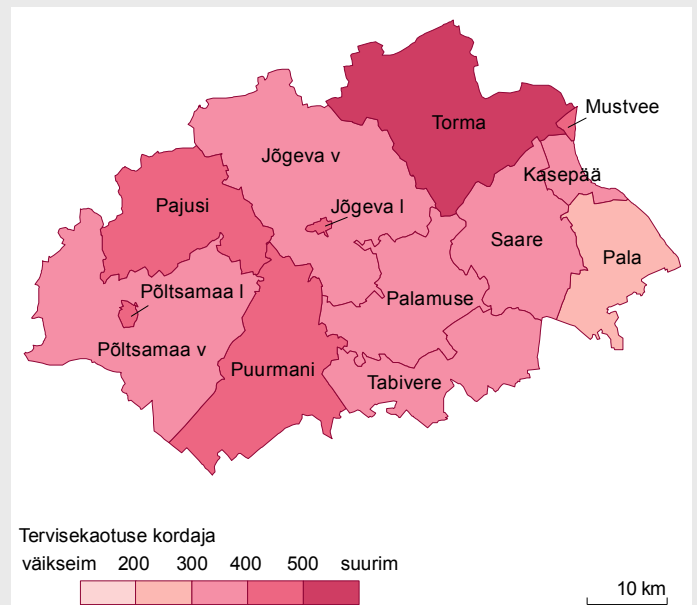 Torma
Mustvee
Jõgeva v
Kasepää
Pajusi
Jõgeva l
Saare
Pala
Põltsamaa l
Palamuse
Põltsamaa v
Puurmani
Tabivere
Tervisekaotuse kordaja
väikseim 200 300 400 500 suurim
10 km